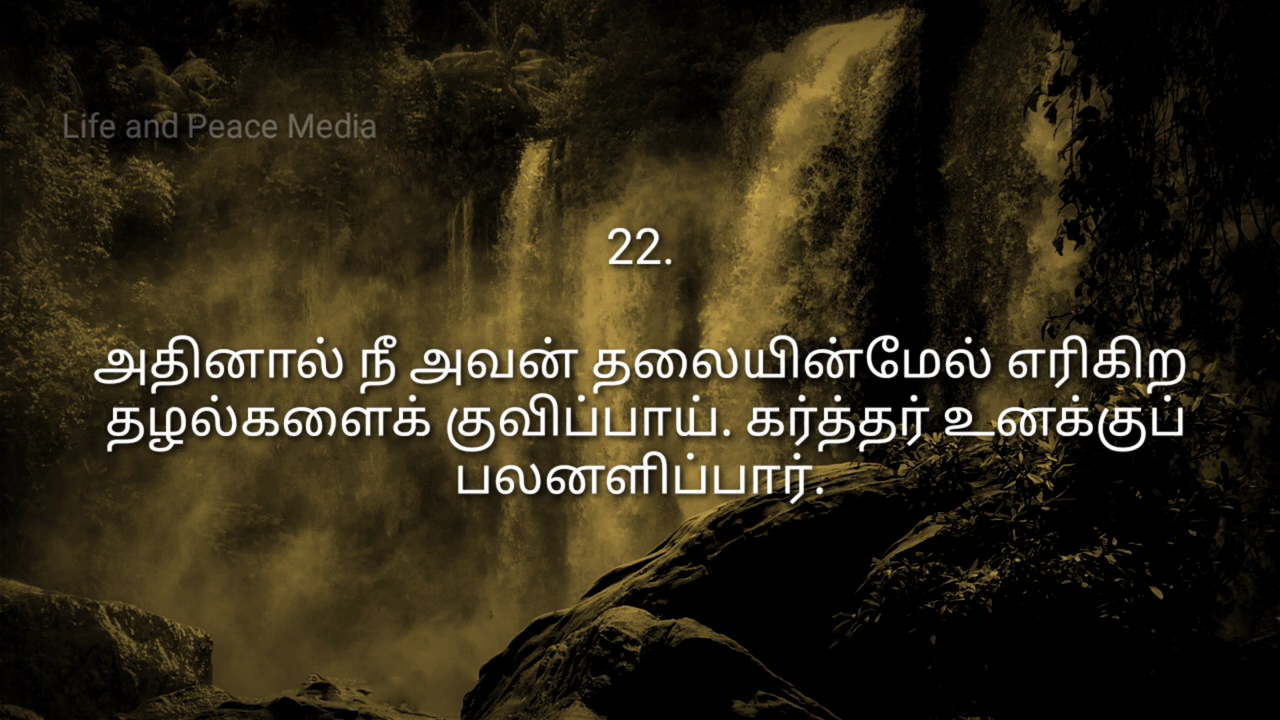 Life and Peace Media
22.
அதினால் நீ அவன் தலையின்மேல் எரிகிற
தழல்களைக் குவிப்பாய். கர்த்தர் உனக்குப்
பலனளிப்பார்.